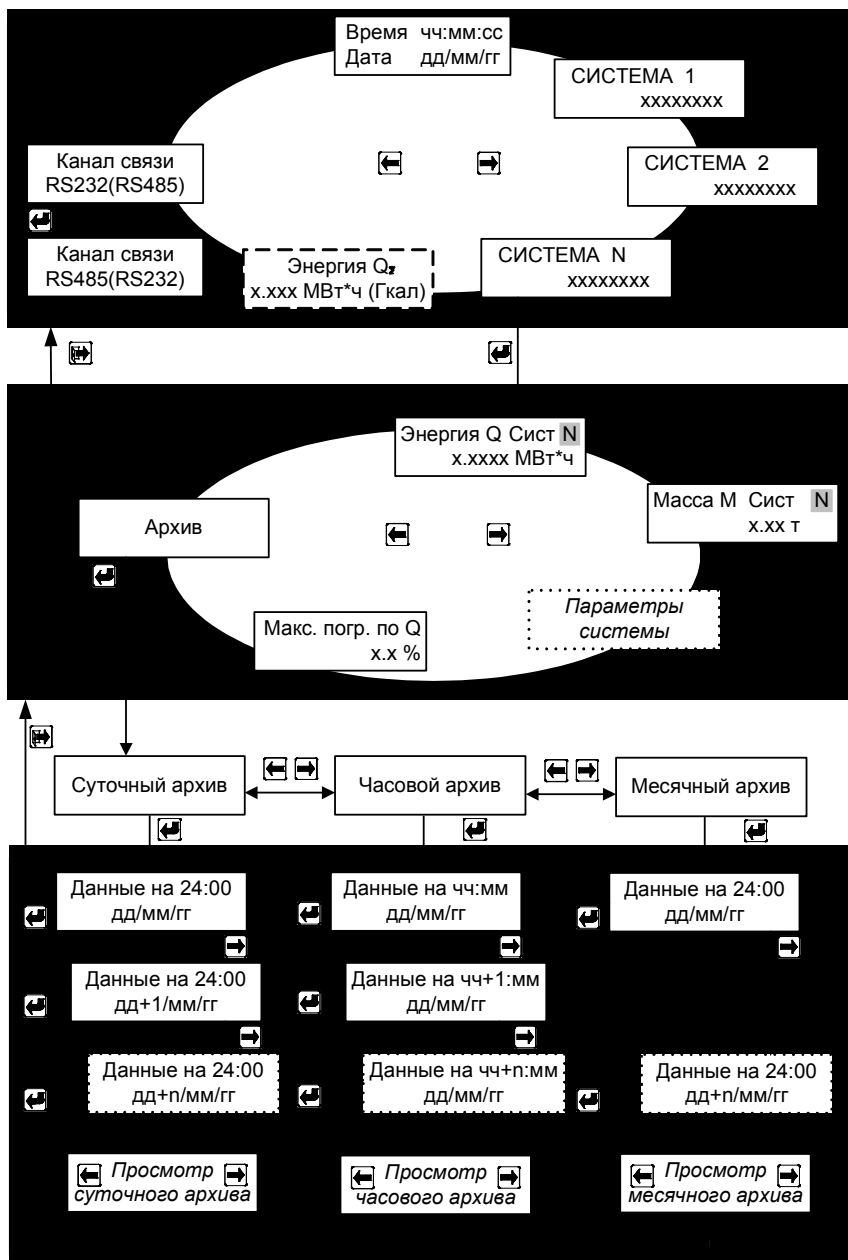 Время чч:мм:сс
Дата дд/мм/гг
СИСТЕМА 1
xxxxxxxx
Канал связи
RS232(RS485)
СИСТЕМА 2
xxxxxxxx
Канал связи
RS485(RS232)
Энергия Q
x.xxx МВт*ч (Гкал)
СИСТЕМА N
xxxxxxxx
Энергия Q Сист N
x.xxxx МВт*ч
Масса М Сист N
x.xx т
Архив
Параметры
системы
Макс. погр. по Q
x.x %
Суточный архив
Часовой архив
Месячный архив
Данные на 24:00
дд/мм/гг
Данные на чч:мм
дд/мм/гг
Данные на 24:00
дд/мм/гг
Данные на 24:00
дд+1/мм/гг
Данные на чч+1:мм
дд/мм/гг
Данные на 24:00
дд+n/мм/гг
Данные на чч+n:мм
дд/мм/гг
Данные на 24:00
дд+n/мм/гг
Просмотр
суточного архива
Просмотр
часового архива
Просмотр
месячного архива